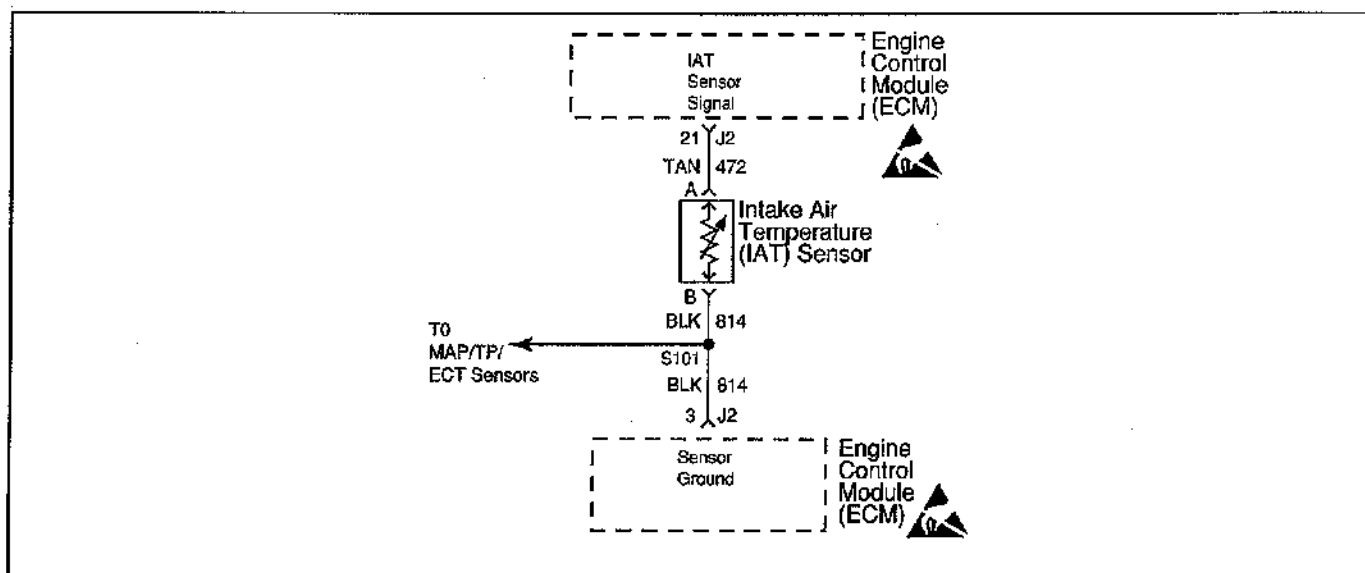 IAT
Sensor
Signal
Engine
Control
Module
(ECM)
21 J2
TAN 472
A
Intake Air
Temperature
(IAT) Sensor
B
BLK 814
TO
MAP/TP/
ECT Sensors
S101
BLK 814
3 J2
Sensor
Ground
Engine
Control
Module
(ECM)